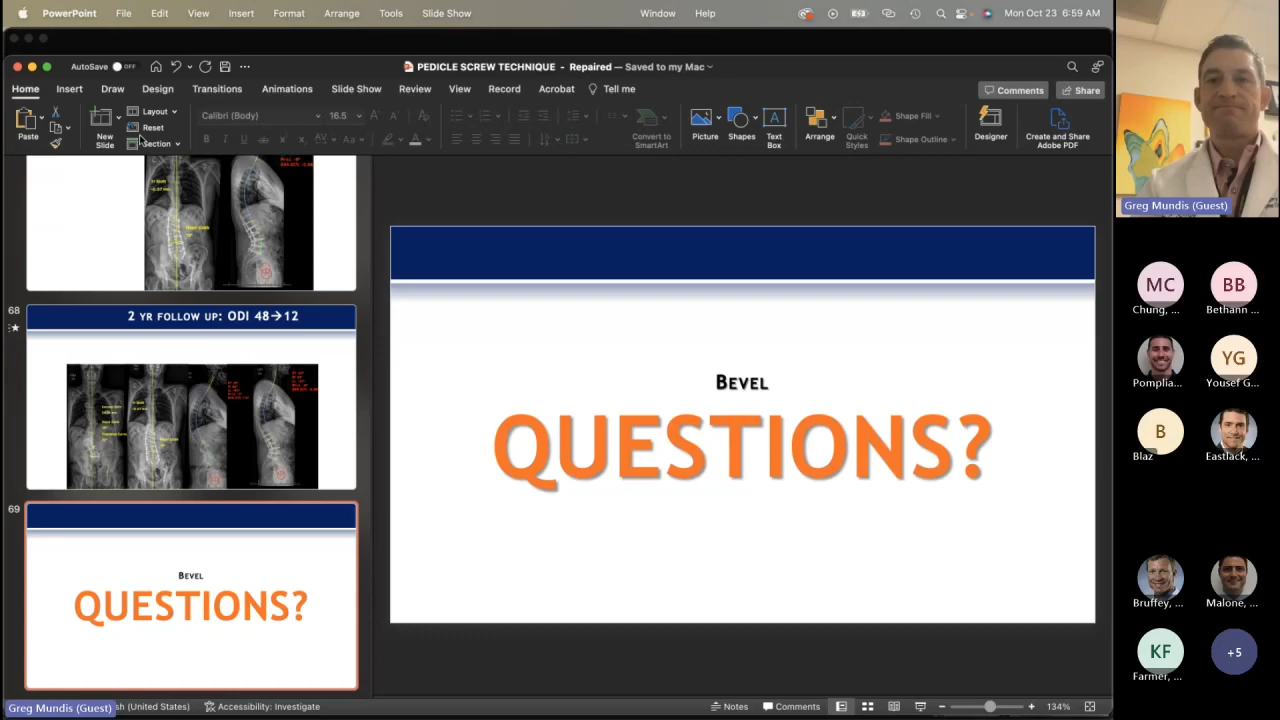 PowerPoint File Edit View Insert Format Arrange Tools Slide Show Window Help Mon Oct 23 6:59 AM
AutoSave OFF PEDICLE SCREW TECHNIQUE - Repaired — Saved to my Mac
Home Insert Draw Design Transitions Animations Slide Show Review View Record Acrobat Tell me Comments Share
Paste
New Slide
Layout
Reset
Section
Calibri (Body) 16.5
Convert to SmartArt
Picture
Shapes
Text Box
Arrange
Quick Styles
Shape Fill
Shape Outline
Designer
Create and Share Adobe PDF
68
2 YR FOLLOW UP: ODI 48→12
69
BEVEL
QUESTIONS?
BEVEL
QUESTIONS?
Greg Mundis (Guest)
MC
Chung, ...
BB
Bethann ...
Pomplia...
YG
Yousef G...
B
Blaz
Eastlack, ...
Bruffey, ...
Malone, ...
KF
Farmer, ...
+5
Greg Mundis (Guest)
sh (United States) Accessibility: Investigate Notes Comments 134%